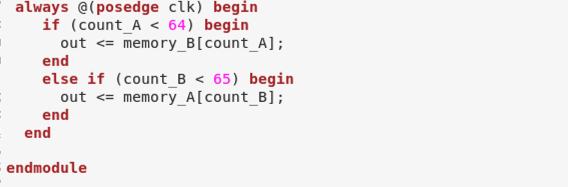 always @(posedge clk) begin
if (count_A < 64) begin
out <= memory_B[count_A];
end
else if (count_B < 65) begin
out <= memory_A[count_B];
end
end
endmodule